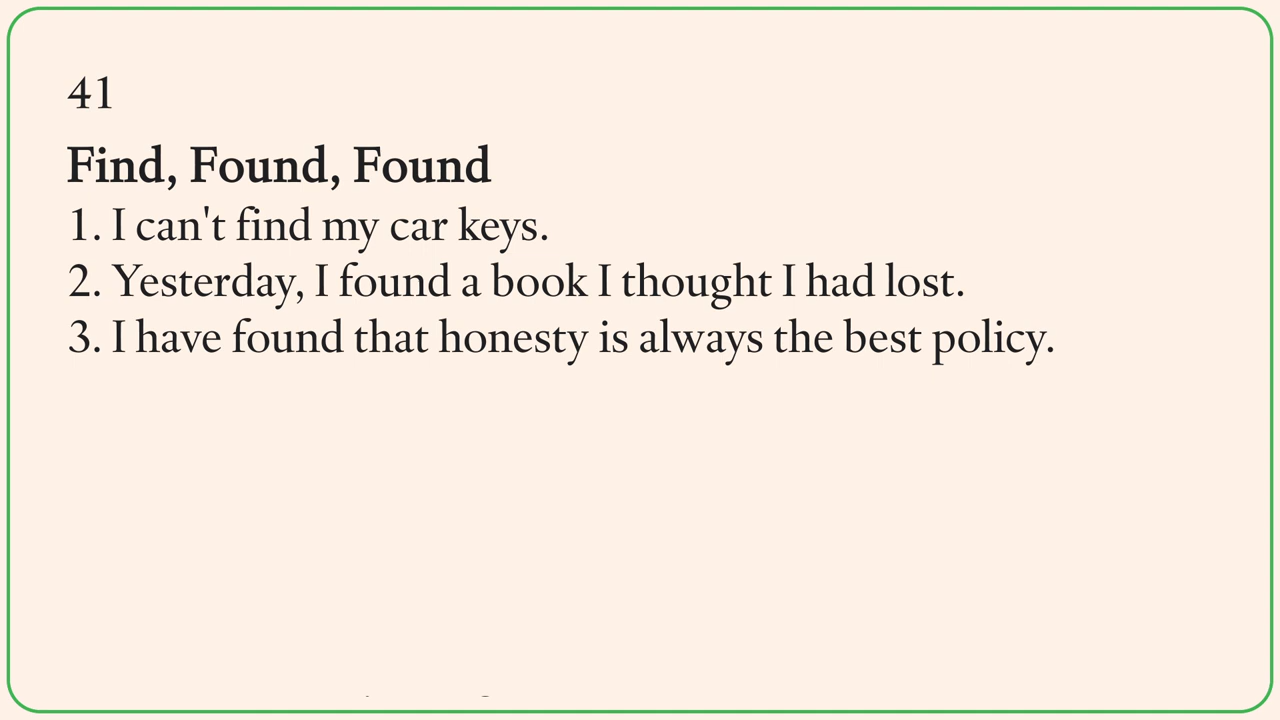 41
Find, Found, Found
1. I can't find my car keys.
2. Yesterday, I found a book I thought I had lost.
3. I have found that honesty is always the best policy.